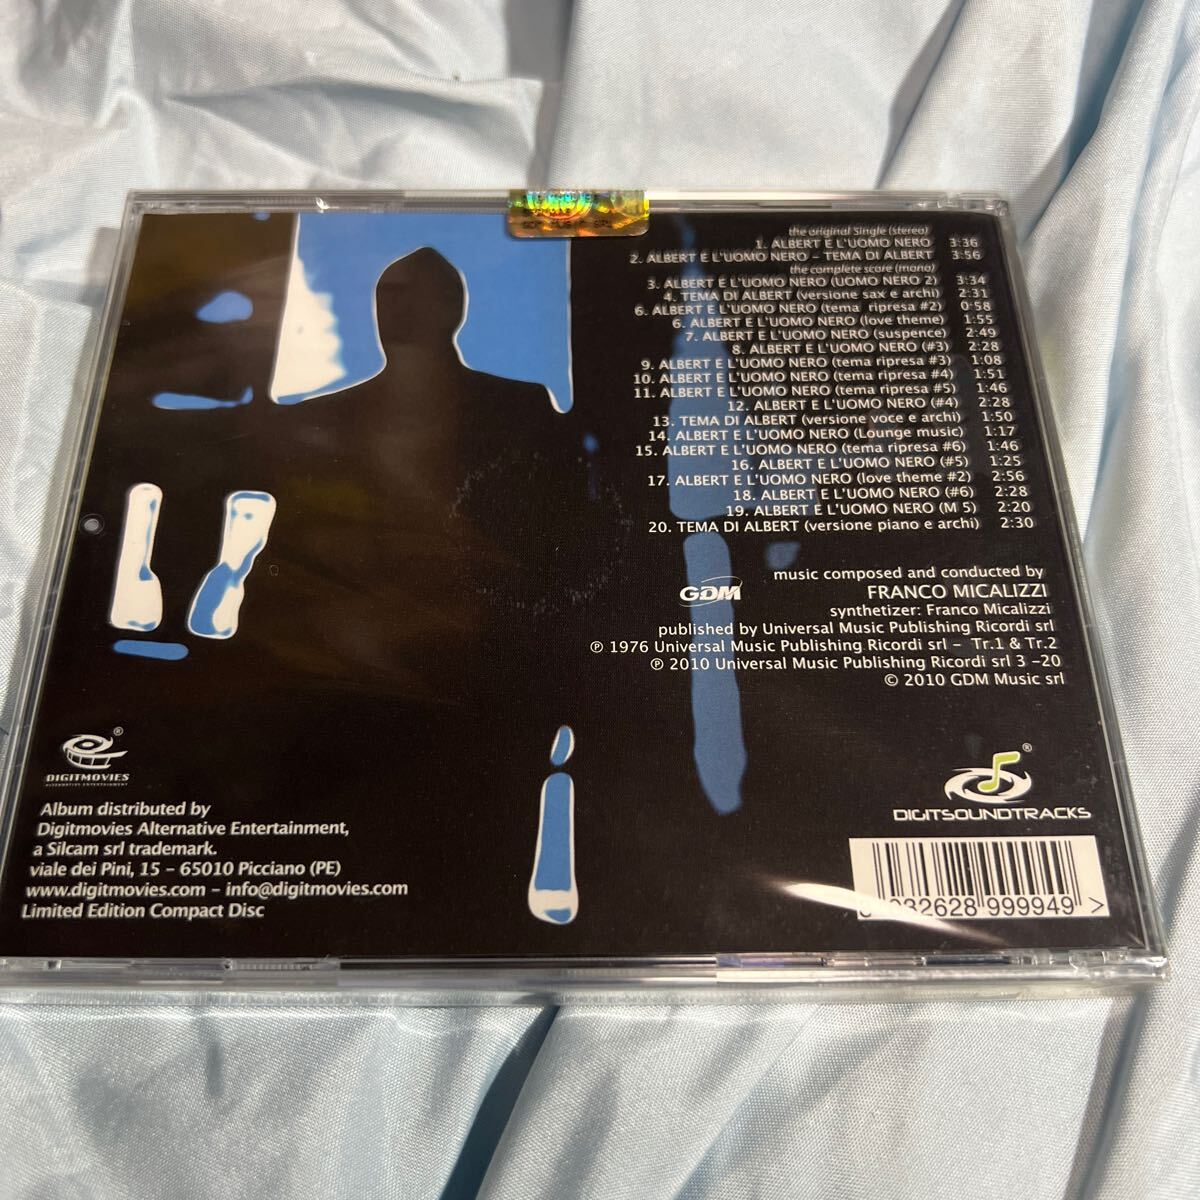 the original Single (stereo)
1. ALBERT E L'UOMO NERO 3:36
2. ALBERT E L'UOMO NERO – TEMA DI ALBERT 3:56
the complete score (mono)
3. ALBERT E L'UOMO NERO (UOMO NERO 2) 3:34
4. TEMA DI ALBERT (versione sax e archi) 2:31
6. ALBERT E L'UOMO NERO (tema ripresa #2) 0:58
6. ALBERT E L'UOMO NERO (love theme) 1:55
7. ALBERT E L'UOMO NERO (suspence) 2:49
8. ALBERT E L'UOMO NERO (#3) 2:28
9. ALBERT E L'UOMO NERO (tema ripresa #3) 1:08
10. ALBERT E L'UOMO NERO (tema ripresa #4) 1:51
11. ALBERT E L'UOMO NERO (tema ripresa #5) 1:46
12. ALBERT E L'UOMO NERO (#4) 2:28
13. TEMA DI ALBERT (versione voce e archi) 1:50
14. ALBERT E L'UOMO NERO (Lounge music) 1:17
15. ALBERT E L'UOMO NERO (tema ripresa #6) 1:46
16. ALBERT E L'UOMO NERO (#5) 1:25
17. ALBERT E L'UOMO NERO (love theme #2) 2:56
18. ALBERT E L'UOMO NERO (#6) 2:28
19. ALBERT E L'UOMO NERO (M 5) 2:20
20. TEMA DI ALBERT (versione piano e archi) 2:30
GDM
music composed and conducted by
FRANCO MICALIZZI
synthetizer: Franco Micalizzi
published by Universal Music Publishing Ricordi srl
℗ 1976 Universal Music Publishing Ricordi srl – Tr.1 & Tr.2
℗ 2010 Universal Music Publishing Ricordi srl 3 –20
© 2010 GDM Music srl
DIGITMOVIES ®
ALTERNATIVE ENTERTAINMENT
Album distributed by
Digitmovies Alternative Entertainment,
a Silcam srl trademark.
viale dei Pini, 15 – 65010 Picciano (PE)
www.digitmovies.com – info@digitmovies.com
Limited Edition Compact Disc
DIGITSOUNDTRACKS ®
8 032628 999949 >